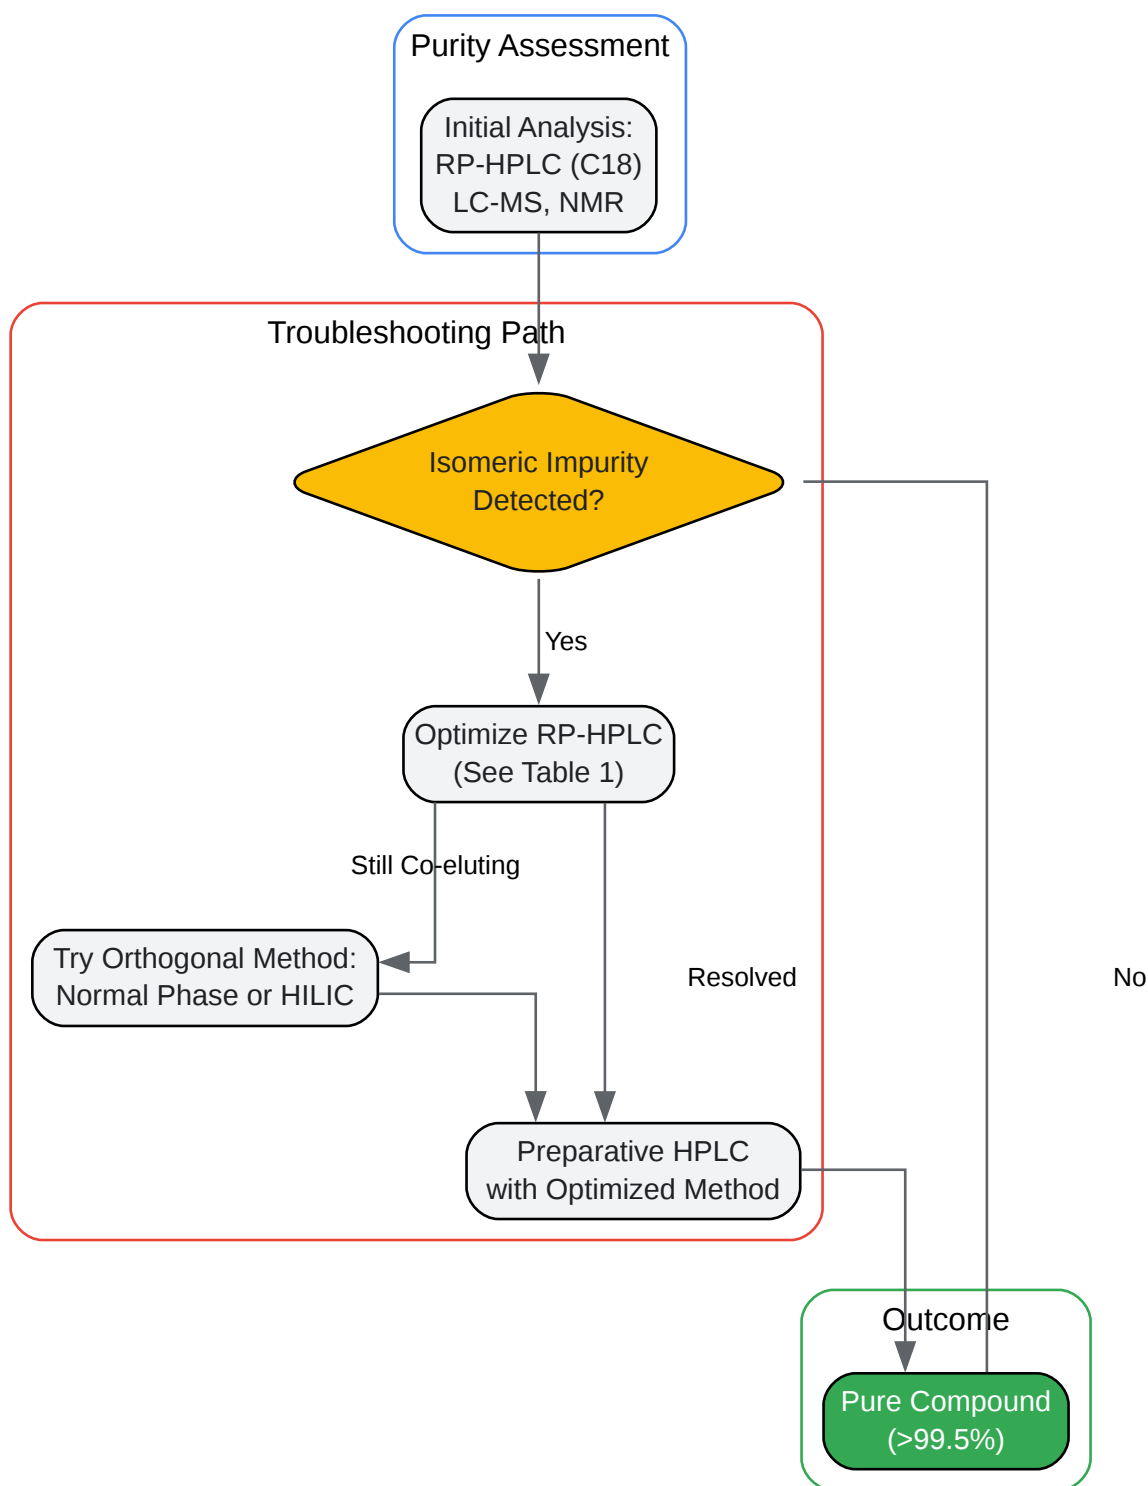 Purity Assessment
Initial Analysis:
RP-HPLC (C18)
LC-MS, NMR
Troubleshooting Path
Isomeric Impurity
Detected?
Yes
Optimize RP-HPLC
(See Table 1)
Still Co-eluting
Try Orthogonal Method:
Normal Phase or HILIC
Resolved
No
Preparative HPLC
with Optimized Method
Outcome
Pure Compound
(>99.5%)